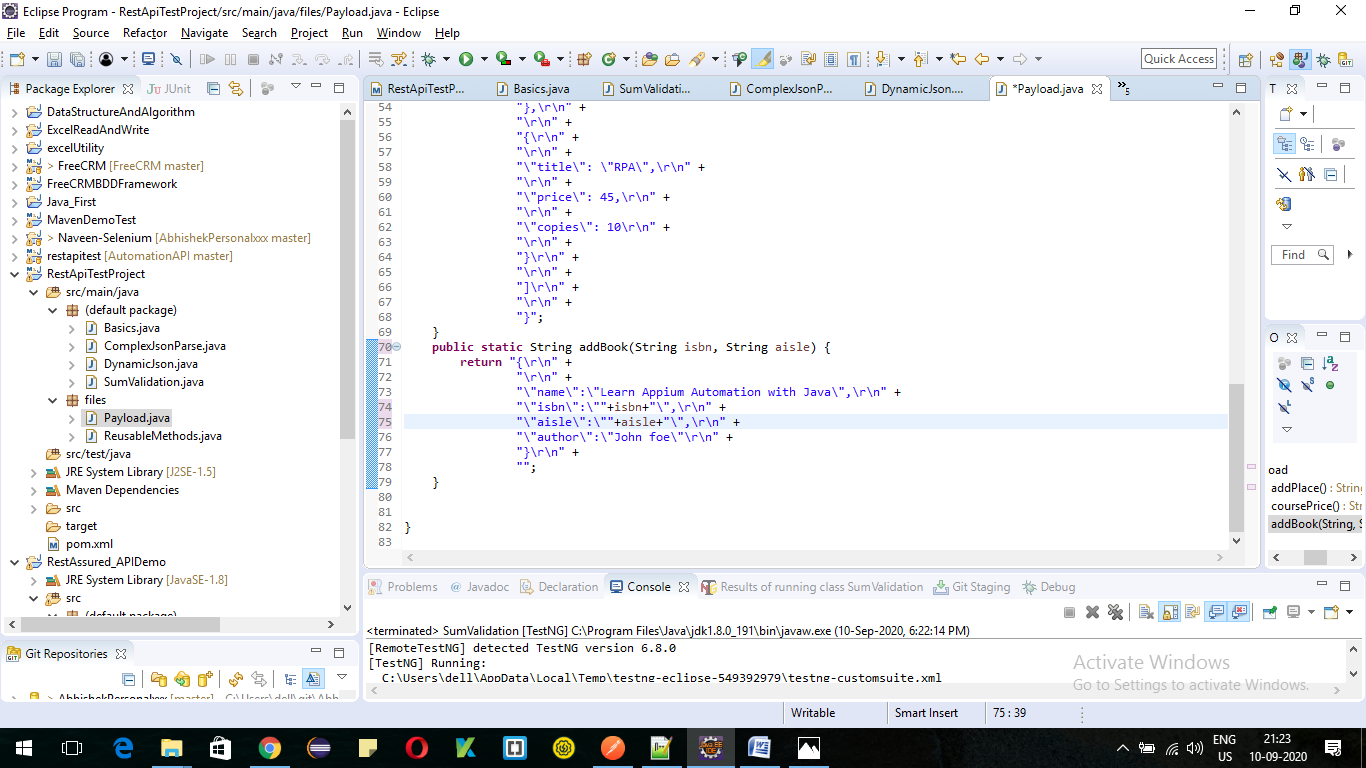 Eclipse Program - RestApiTestProject/src/main/java/files/Payload.java - Eclipse
File Edit Source Refactor Navigate Search Project Run Window Help
Quick Access
Package Explorer JUnit
DataStructureAndAlgorithm
ExcelReadAndWrite
excelUtility
> FreeCRM [FreeCRM master]
FreeCRMBDDFramework
Java_First
MavenDemoTest
> Naveen-Selenium [AbhishekPersonalxxx master]
restapitest [AutomationAPI master]
RestApiTestProject
src/main/java
(default package)
Basics.java
ComplexJsonParse.java
DynamicJson.java
SumValidation.java
files
Payload.java
ReusableMethods.java
src/test/java
JRE System Library [J2SE-1.5]
Maven Dependencies
src
target
pom.xml
RestAssured_APIDemo
JRE System Library [JavaSE-1.8]
src
(default package)
Git Repositories
AbhishekPersonalxx [master]
RestApiTestP... Basics.java SumValidati... ComplexJsonP... DynamicJson.... *Payload.java »5
54 "},\r\n" +
55 "\r\n" +
56 "{\r\n" +
57 "\r\n" +
58 "\"title\": \"RPA\",\r\n" +
59 "\r\n" +
60 "\"price\": 45,\r\n" +
61 "\r\n" +
62 "\"copies\": 10\r\n" +
63 "\r\n" +
64 "}\r\n" +
65 "\r\n" +
66 "]\r\n" +
67 "\r\n" +
68 "}";
69 }
70 public static String addBook(String isbn, String aisle) {
71 return "{\r\n" +
72 "\r\n" +
73 "\"name\":\"Learn Appium Automation with Java\",\r\n" +
74 "\"isbn\":\""+isbn+"\",\r\n" +
75 "\"aisle\":\""+aisle+"\",\r\n" +
76 "\"author\":\"John foe\"\r\n" +
77 "}\r\n" +
78 "";
79 }
80
81
82 }
83
T
Find
O
oad
addPlace() : String
coursePrice() : Str
addBook(String, S
Problems @ Javadoc Declaration Console Results of running class SumValidation Git Staging Debug
<terminated> SumValidation [TestNG] C:\Program Files\Java\jdk1.8.0_191\bin\javaw.exe (10-Sep-2020, 6:22:14 PM)
[RemoteTestNG] detected TestNG version 6.8.0
[TestNG] Running:
C:\Users\dell\AppData\Local\Temp\testng-eclipse-549392979\testng-customsuite.xml
Activate Windows
Go to Settings to activate Windows.
Writable Smart Insert 75 : 39
ENG
US
21:23
10-09-2020